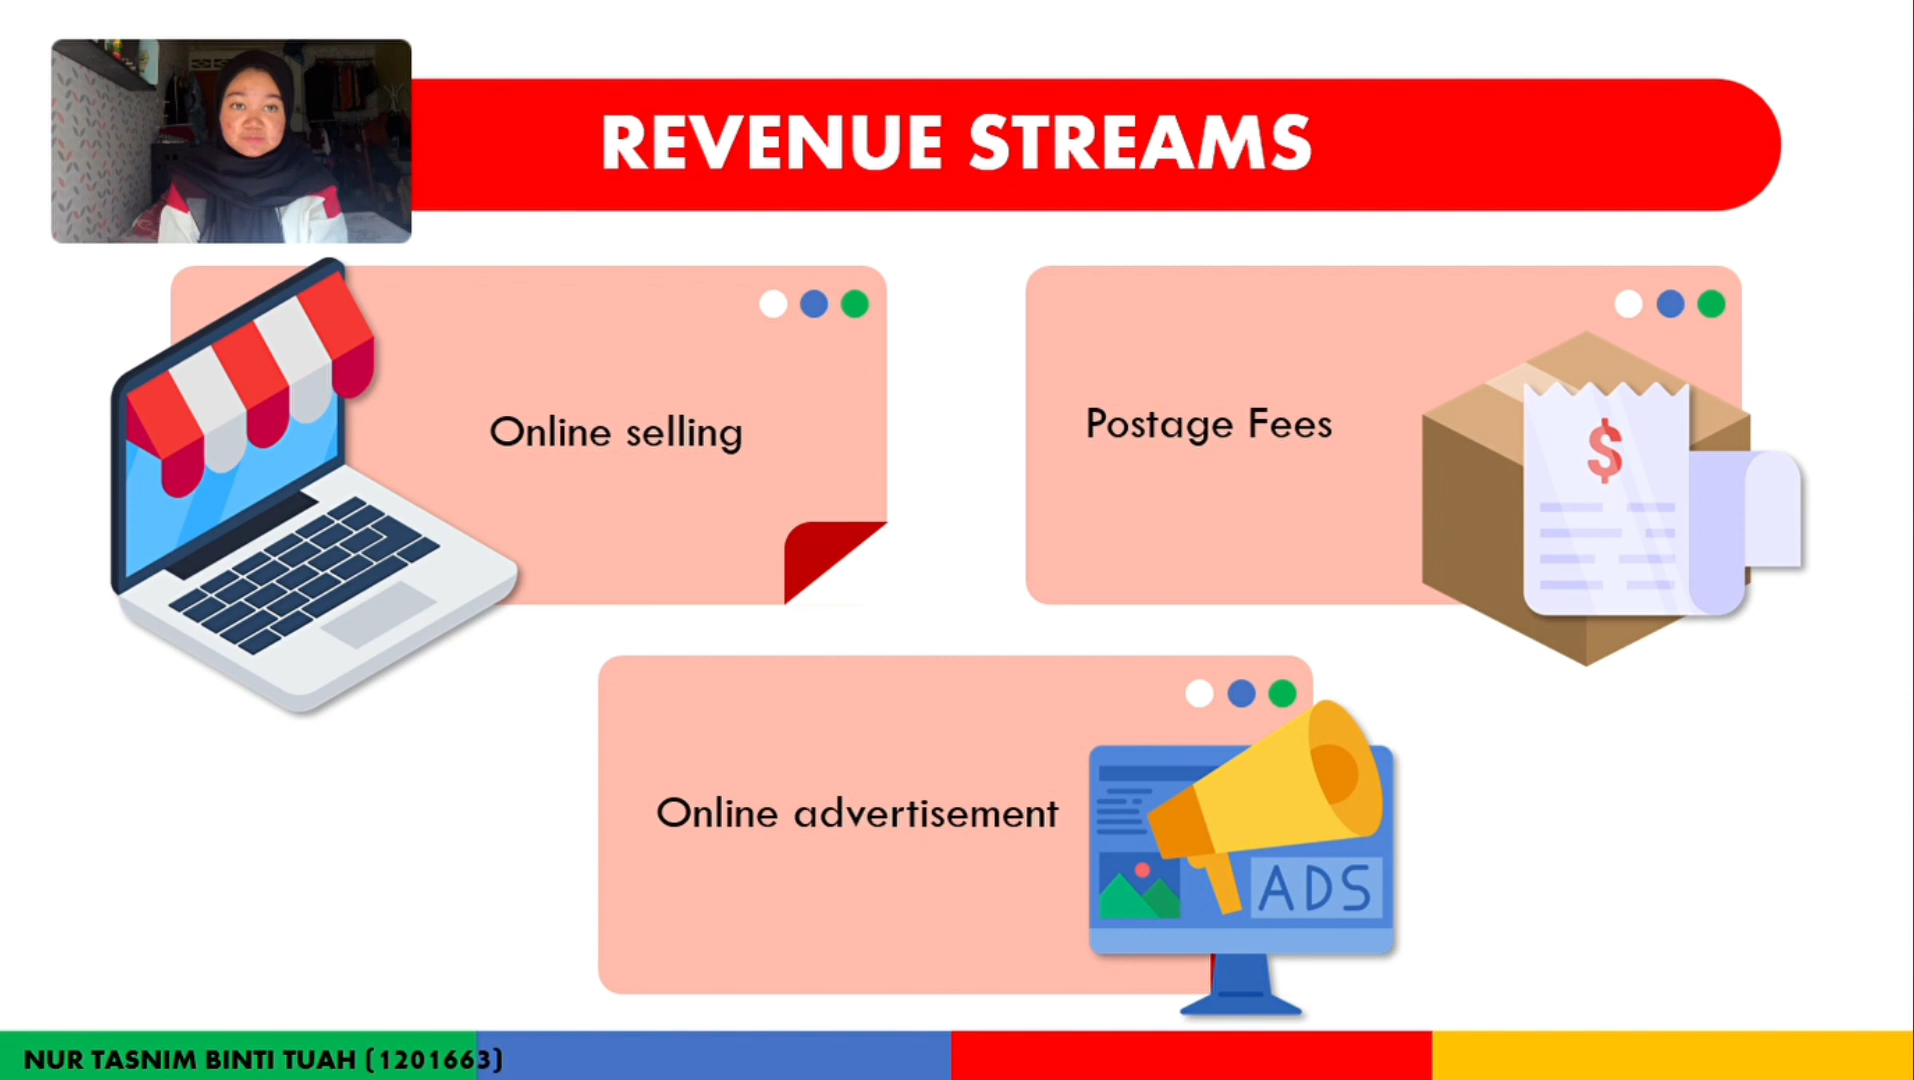 REVENUE STREAMS
Online selling
Postage Fees
$
Online advertisement
ADS
NUR TASNIM BINTI TUAH (1201663)